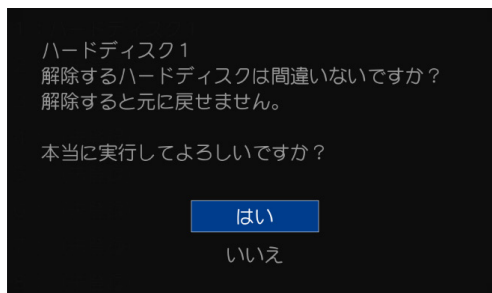 ハードディスク１
解除するハードディスクは間違いないですか？
解除すると元に戻せません。
本当に実行してよろしいですか？
はい
いいえ